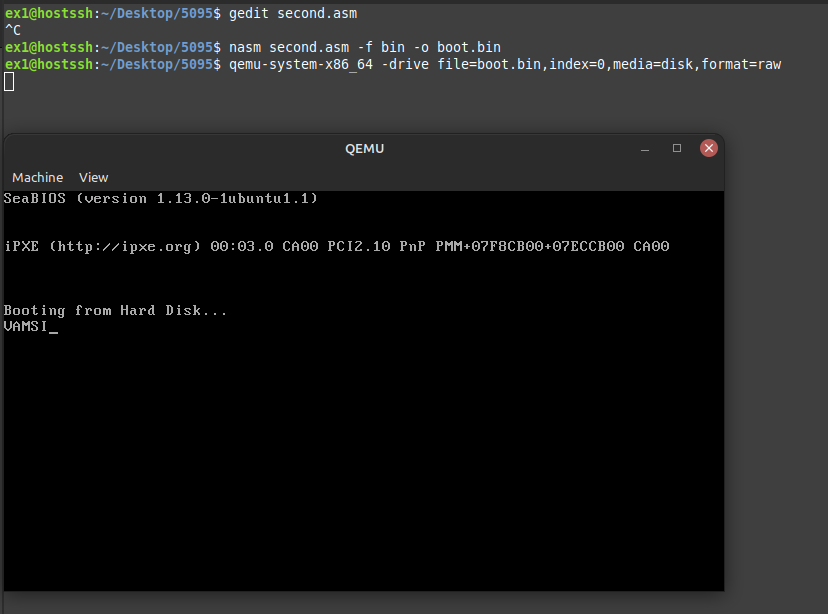 ex1@hostssh:~/Desktop/5095$ gedit second.asm
^C
ex1@hostssh:~/Desktop/5095$ nasm second.asm -f bin -o boot.bin
ex1@hostssh:~/Desktop/5095$ qemu-system-x86_64 -drive file=boot.bin,index=0,media=disk,format=raw
QEMU
Machine View
SeaBIOS (version 1.13.0-1ubuntu1.1)
iPXE (http://ipxe.org) 00:03.0 CA00 PCI2.10 PnP PMM+07F8CB00+07ECCB00 CA00
Booting from Hard Disk...
VAMSI_